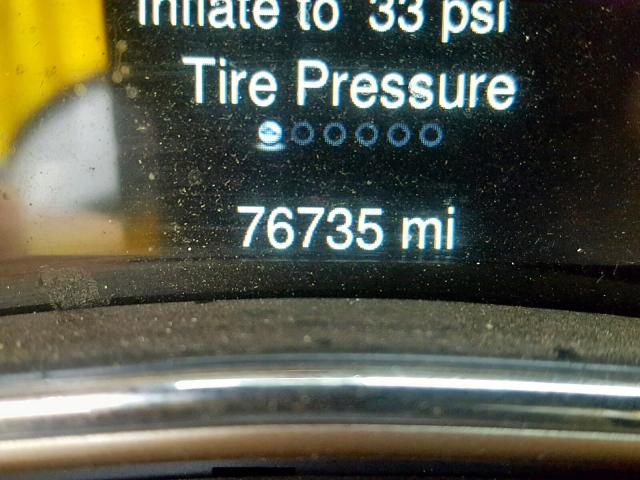 Inflate to 33 psi
Tire Pressure
76735 mi